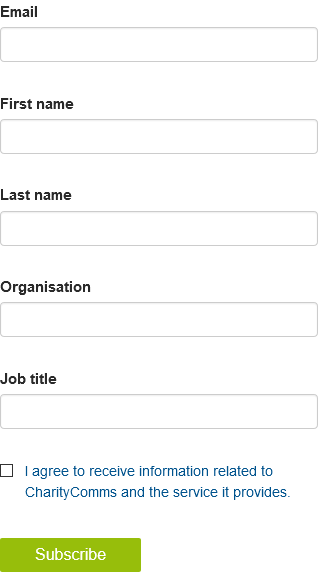 Email
First name
Last name
Organisation
Job title
I agree to receive information related to
CharityComms and the service it provides.
Subscribe